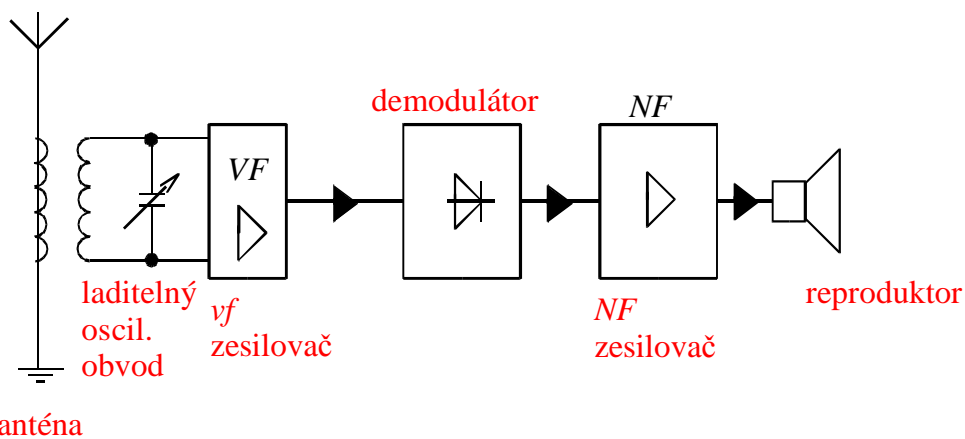 demodulátor
NF
VF
laditelný
oscil.
obvod
vf
zesilovač
NF
zesilovač
reproduktor
anténa